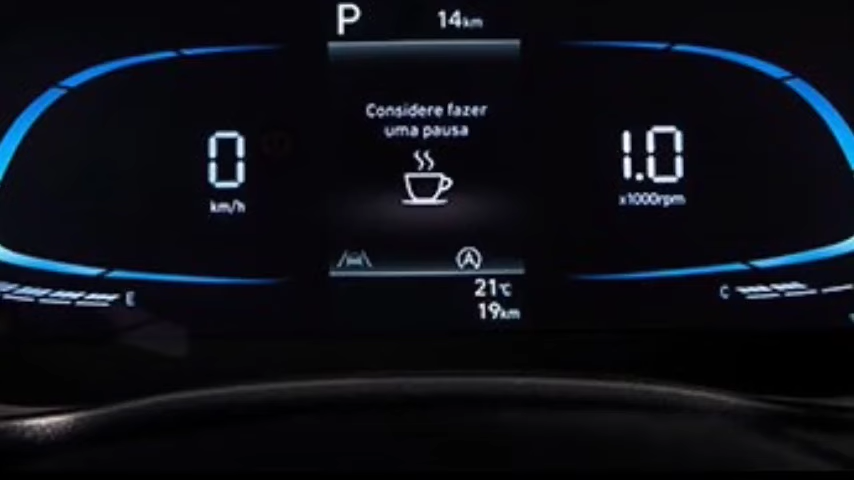 P 14km
Considere fazer
uma pausa
0
km/h
1.0
x1000rpm
A
21°C
19km
E
C